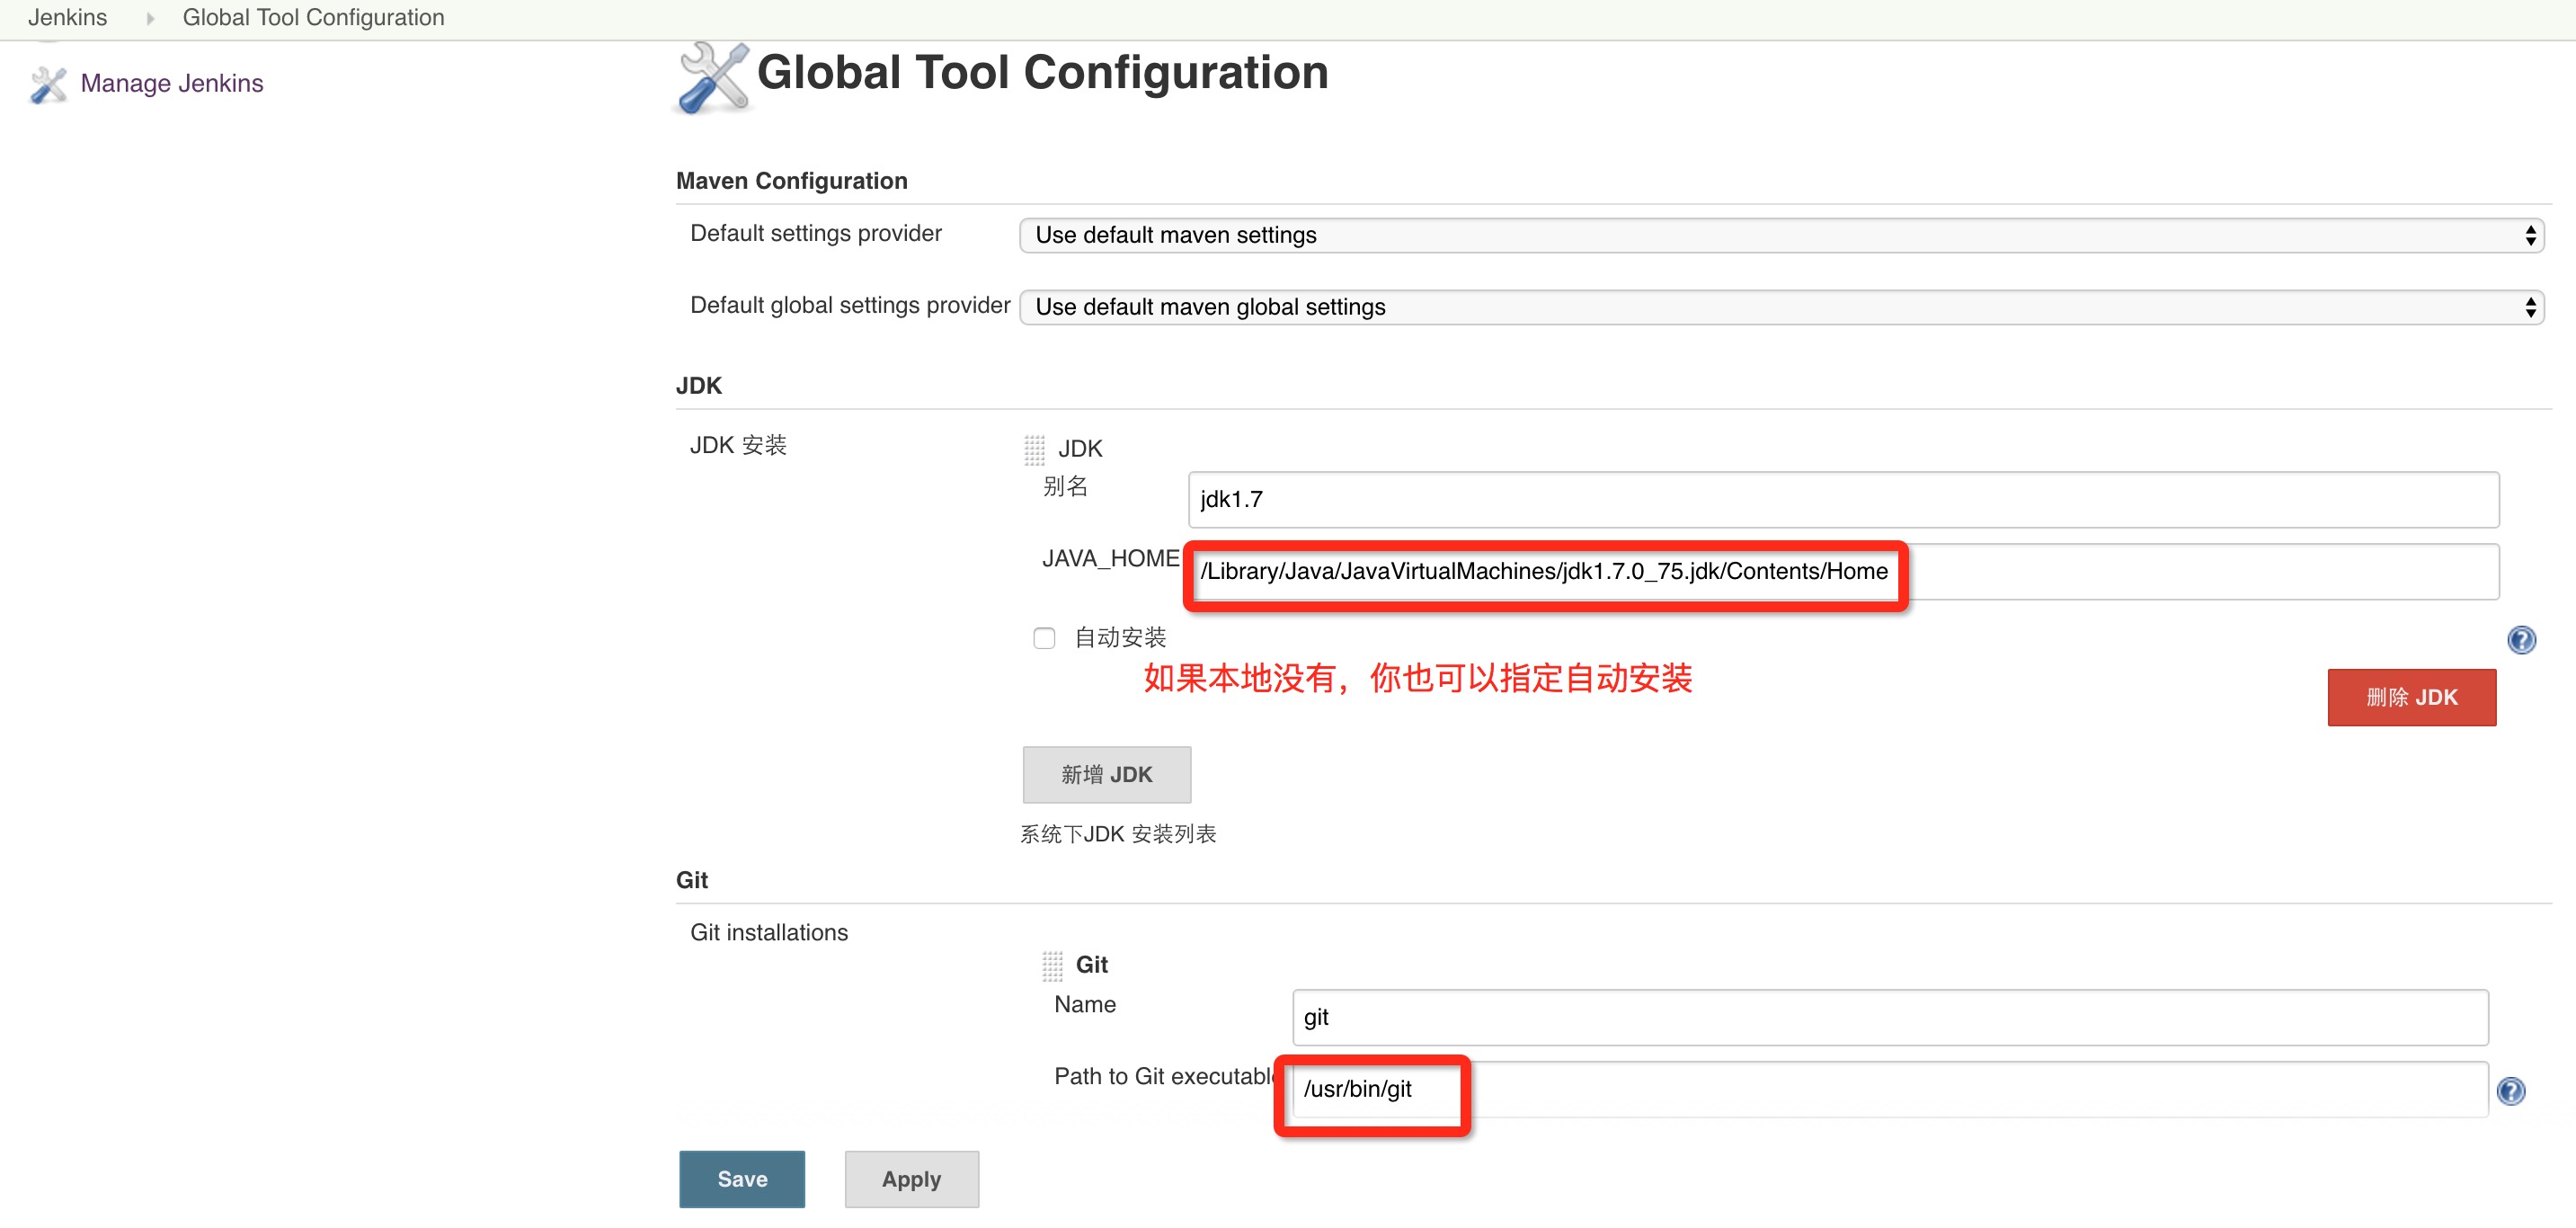 Jenkins Global Tool Configuration
Manage Jenkins
Global Tool Configuration
Maven Configuration
Default settings provider Use default maven settings
Default global settings provider Use default maven global settings
JDK
JDK 安装 JDK
别名 jdk1.7
JAVA_HOME /Library/Java/JavaVirtualMachines/jdk1.7.0_75.jdk/Contents/Home
自动安装
如果本地没有，你也可以指定自动安装
删除 JDK
新增 JDK
系统下JDK 安装列表
Git
Git installations
Git
Name git
Path to Git executable /usr/bin/git
Save Apply